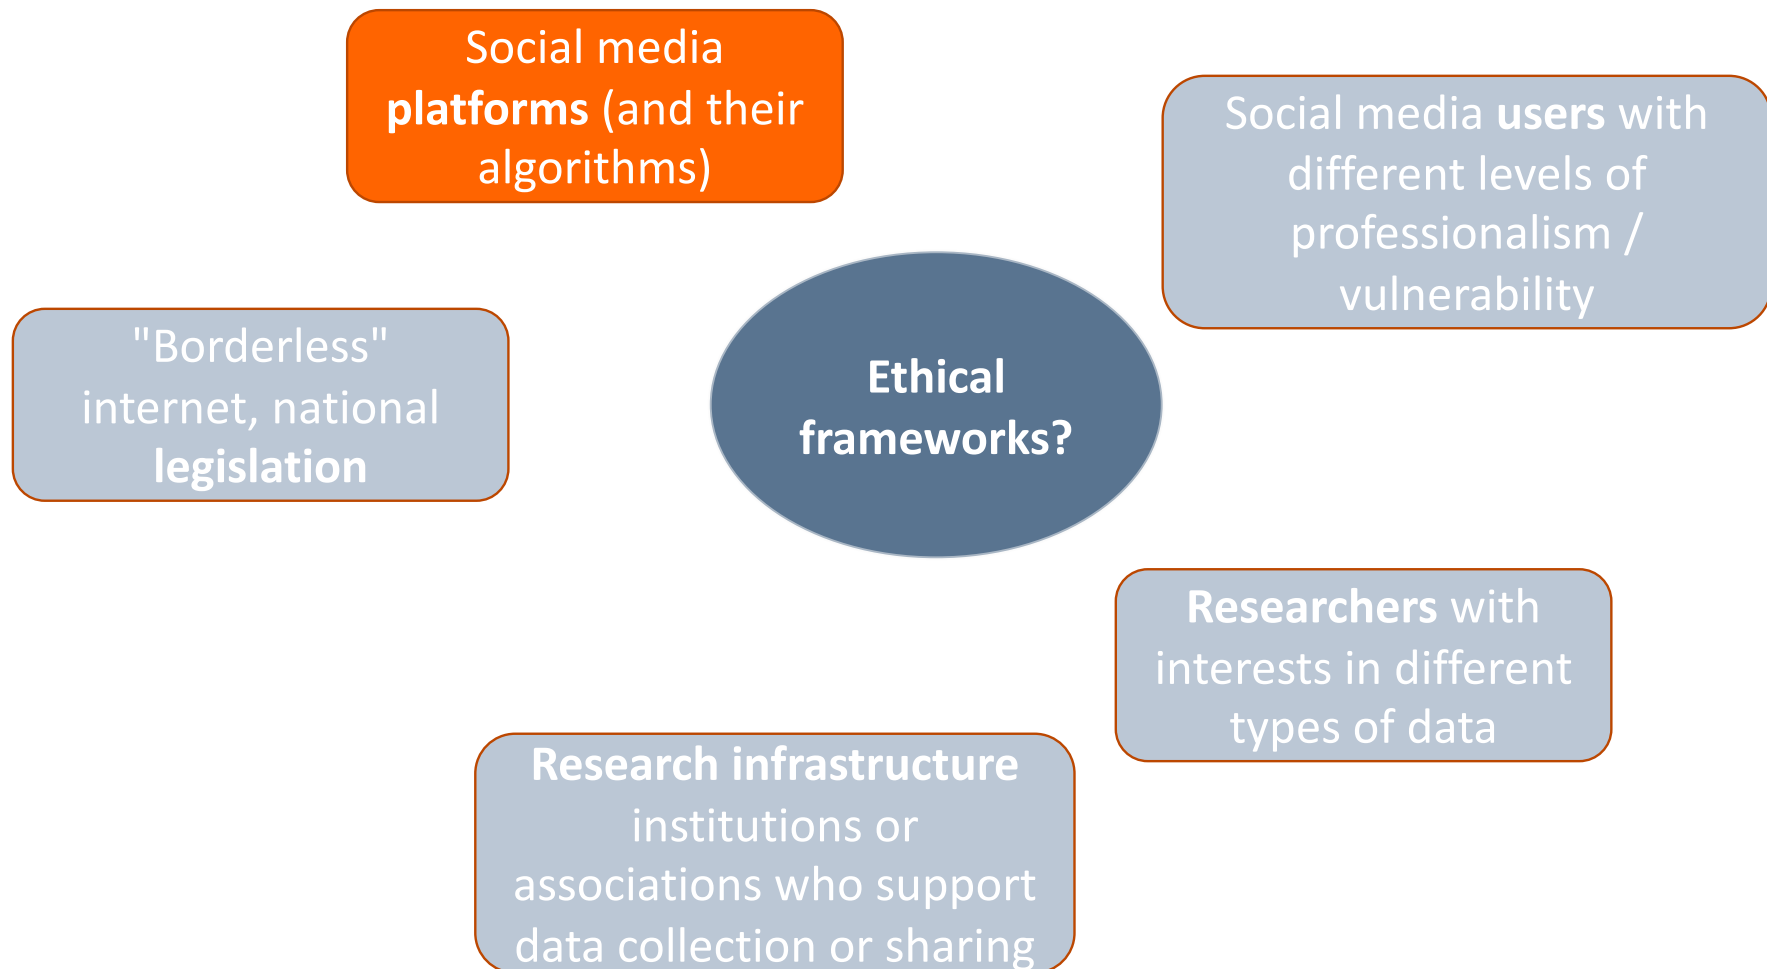 Social media
platforms (and their
algorithms)
Social media users with
different levels of
professionalism /
vulnerability
"Borderless"
internet, national
legislation
Ethical
frameworks?
Researchers with
interests in different
types of data
Research infrastructure
institutions or
associations who support
data collection or sharing